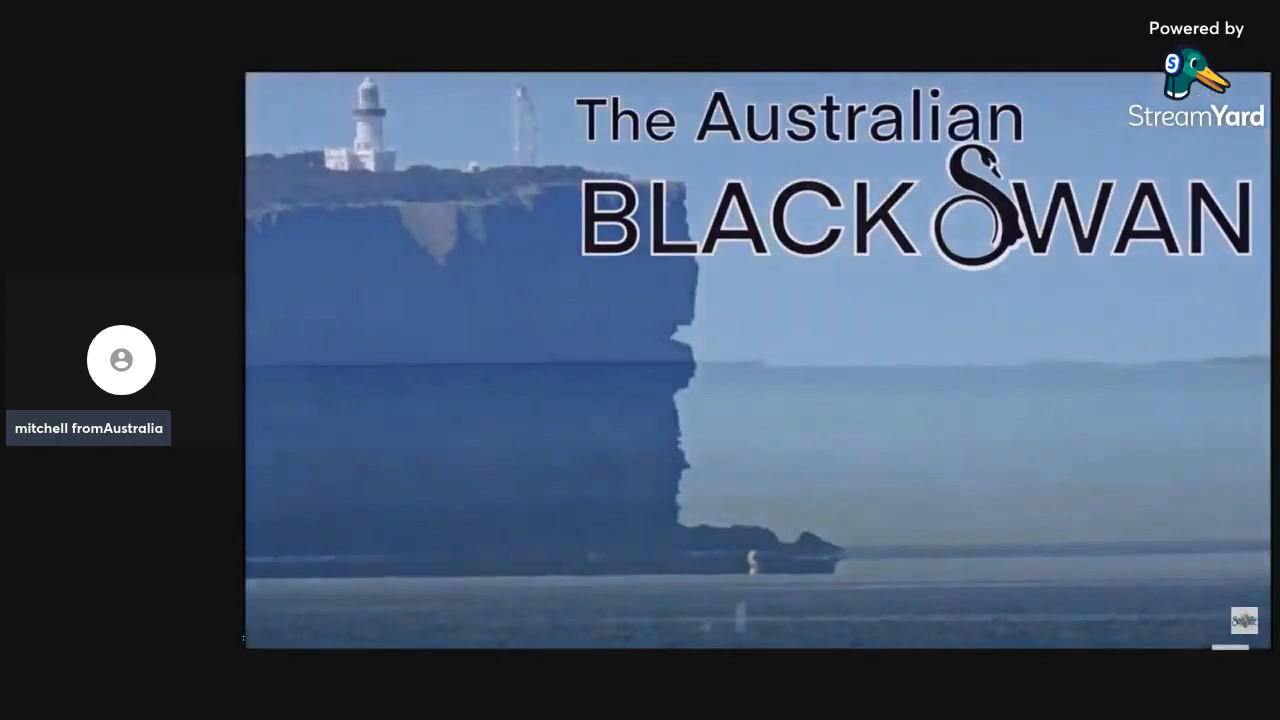 Powered by
StreamYard
The Australian
BLACK SWAN
mitchell fromAustralia